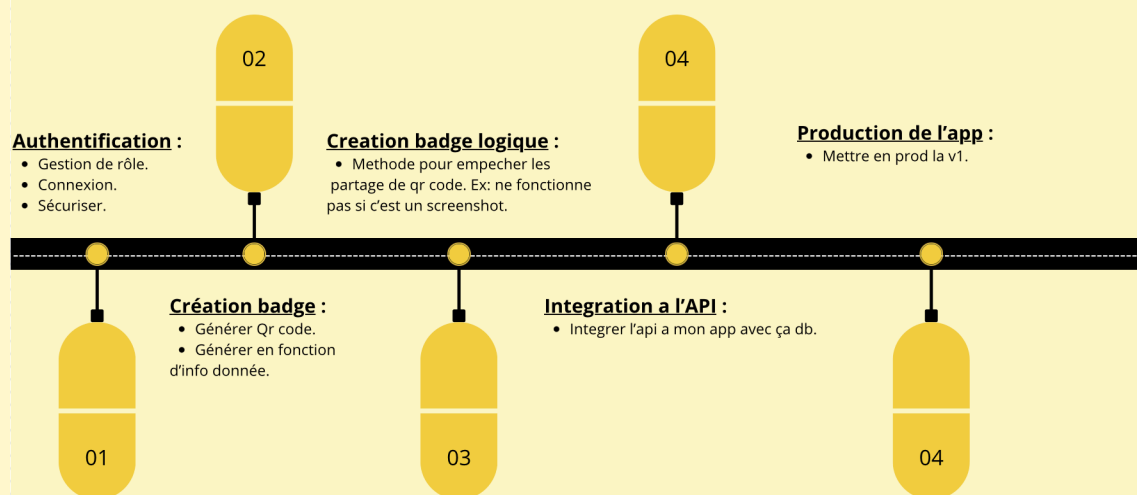 02
04
Authentification :
Gestion de rôle.
Connexion.
Sécuriser.
Creation badge logique :
Methode pour empecher les
partage de qr code. Ex: ne fonctionne
pas si c’est un screenshot.
Production de l’app :
Mettre en prod la v1.
Création badge :
Générer Qr code.
Générer en fonction
d’info donnée.
Integration a l’API :
Integrer l’api a mon app avec ça db.
01
03
04